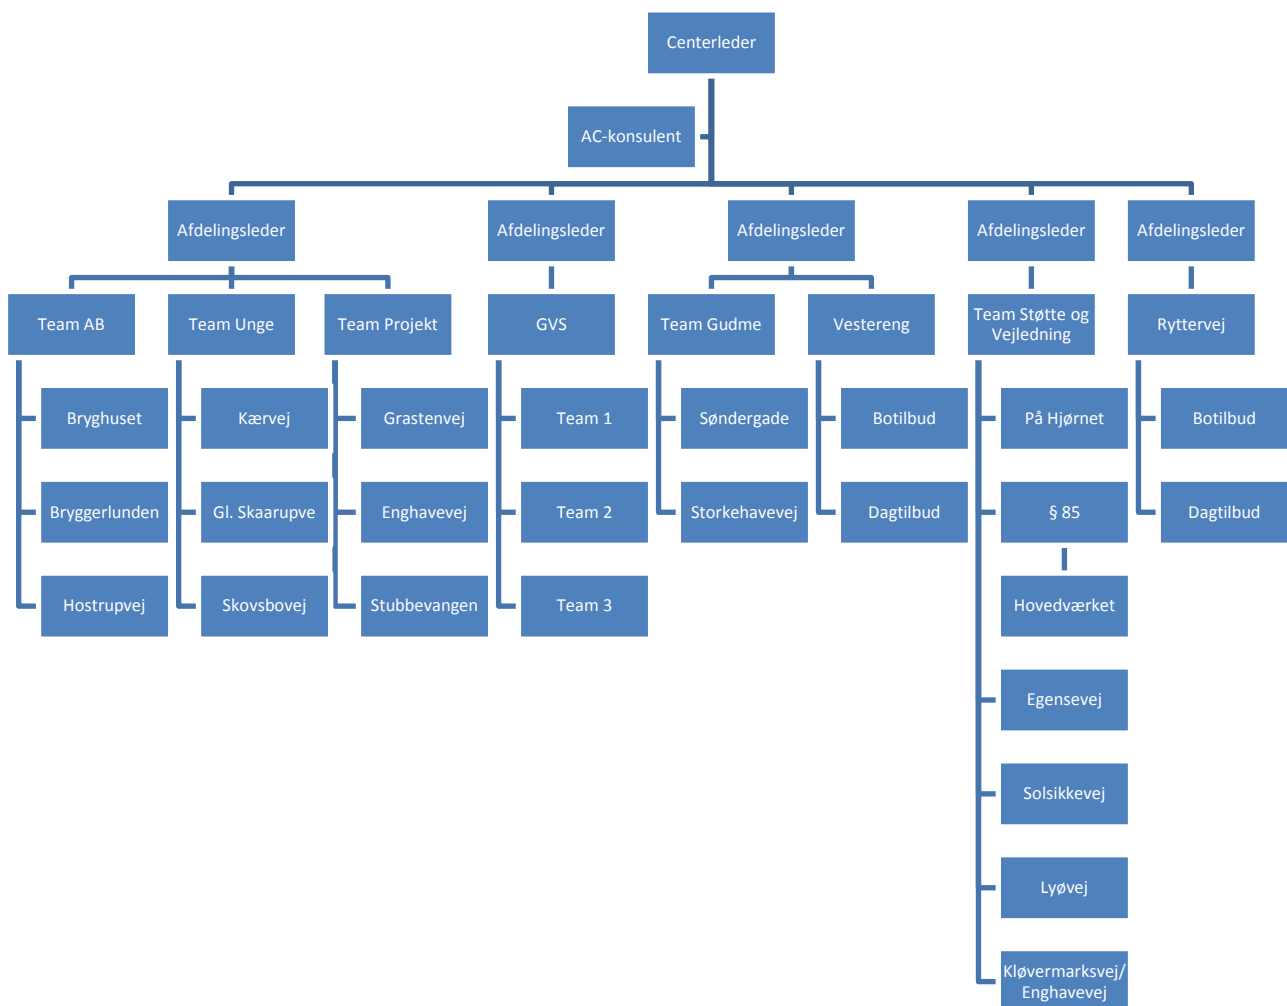 Centerleder
AC-konsulent
Afdelingsleder
Afdelingsleder
Afdelingsleder
Afdelingsleder
Afdelingsleder
Team AB
Team Unge
Team Projekt
GVS
Team Gudme
Vestereng
Team Støtte og
Vejledning
Ryttervej
Bryghuset
Kærvej
Grastenvej
Team 1
Søndergade
Botilbud
På Hjørnet
Botilbud
Bryggerlunden
Gl. Skaarupve
Enghavevej
Team 2
Storkehavevej
Dagtilbud
§ 85
Dagtilbud
Hostrupvej
Skovsbovej
Stubbevangen
Team 3
Hovedværket
Egensevej
Solsikkevej
Lyøvej
Kløvermarksvej/
Enghavevej